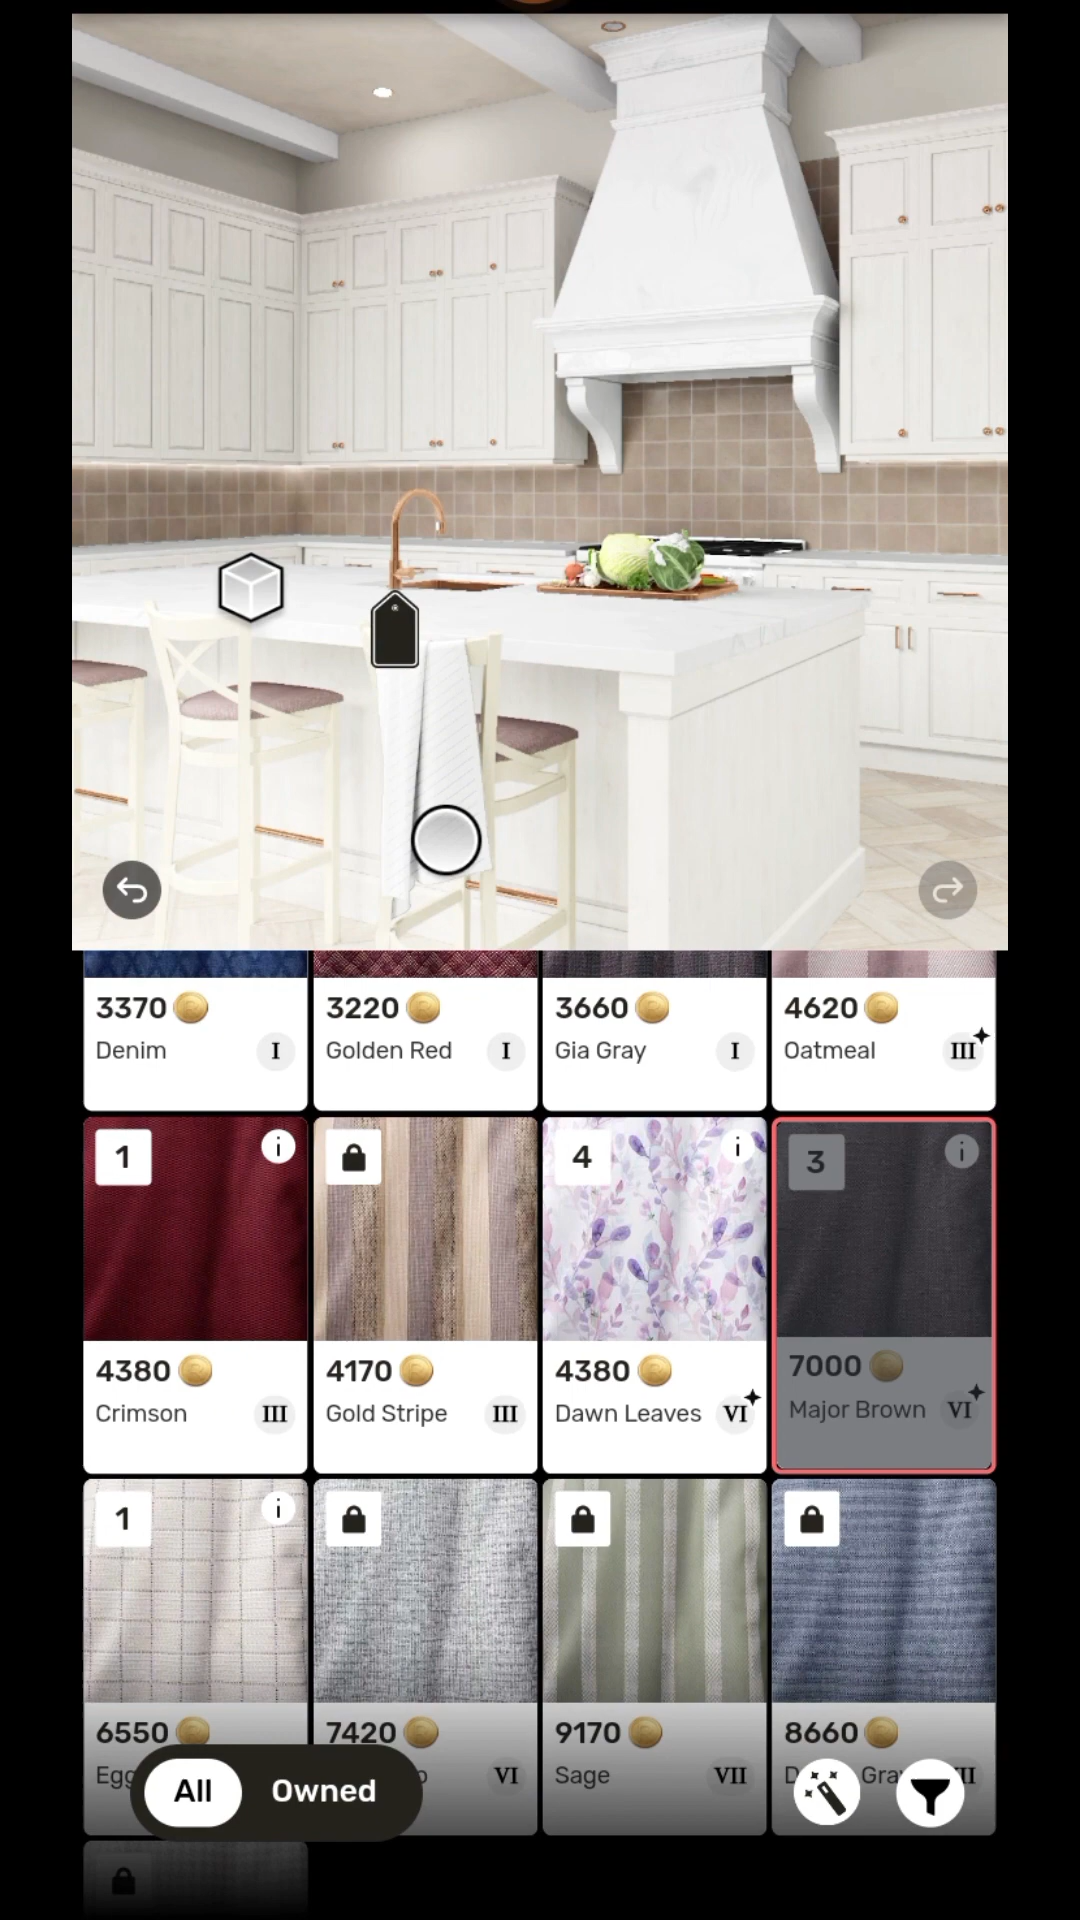 3370
3220
3660
4620
Denim
I
Golden Red
I
Gia Gray
I
Oatmeal
III
1
i
4
i
3
i
4380
4170
4380
7000
Crimson
III
Gold Stripe
III
Dawn Leaves
VI
Major Brown
VI
1
i
6550
7420
9170
8660
VI
Sage
VII
All
Owned